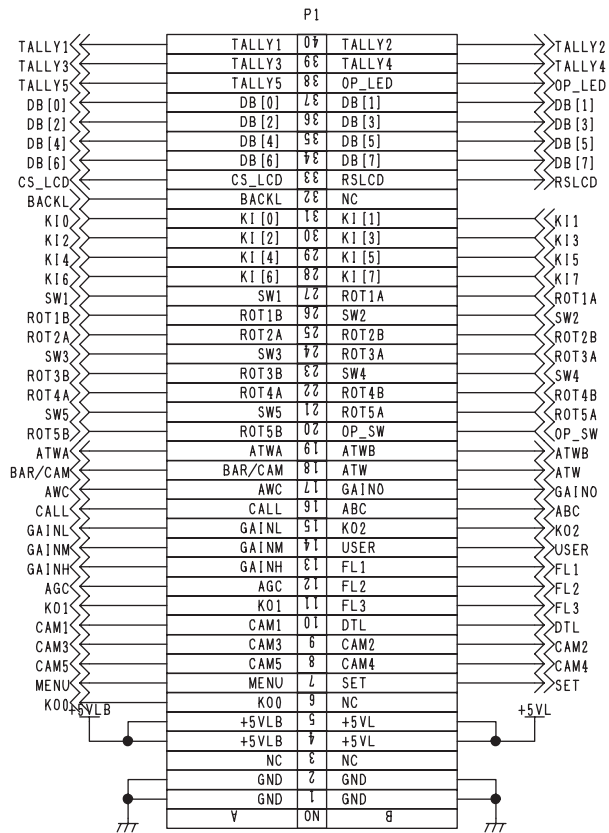 P1
TALLY1 TALLY1 40 TALLY2 TALLY2
TALLY3 TALLY3 39 TALLY4 TALLY4
TALLY5 TALLY5 38 OP_LED OP_LED
DB[0] DB[0] 37 DB[1] DB[1]
DB[2] DB[2] 36 DB[3] DB[3]
DB[4] DB[4] 35 DB[5] DB[5]
DB[6] DB[6] 34 DB[7] DB[7]
CS_LCD CS_LCD 33 RSLCD RSLCD
BACKL BACKL 32 NC
KI0 KI[0] 31 KI[1] KI1
KI2 KI[2] 30 KI[3] KI3
KI4 KI[4] 29 KI[5] KI5
KI6 KI[6] 28 KI[7] KI7
SW1 SW1 27 ROT1A ROT1A
ROT1B ROT1B 26 SW2 SW2
ROT2A ROT2A 25 ROT2B ROT2B
SW3 SW3 24 ROT3A ROT3A
ROT3B ROT3B 23 SW4 SW4
ROT4A ROT4A 22 ROT4B ROT4B
SW5 SW5 21 ROT5A ROT5A
ROT5B ROT5B 20 OP_SW OP_SW
ATWA ATWA 19 ATWB ATWB
BAR/CAM BAR/CAM 18 ATW ATW
AWC AWC 17 GAIN0 GAIN0
CALL CALL 16 ABC ABC
GAINL GAINL 15 KO2 KO2
GAINM GAINM 14 USER USER
GAINH GAINH 13 FL1 FL1
AGC AGC 12 FL2 FL2
KO1 KO1 11 FL3 FL3
CAM1 CAM1 10 DTL DTL
CAM3 CAM3 9 CAM2 CAM2
CAM5 CAM5 8 CAM4 CAM4
MENU MENU 7 SET SET
KO0 KO0 6 NC
+5VLB +5VLB 5 +5VL +5VL
+5VLB 4 +5VL
NC 3 NC
GND 2 GND
GND 1 GND
A NO B